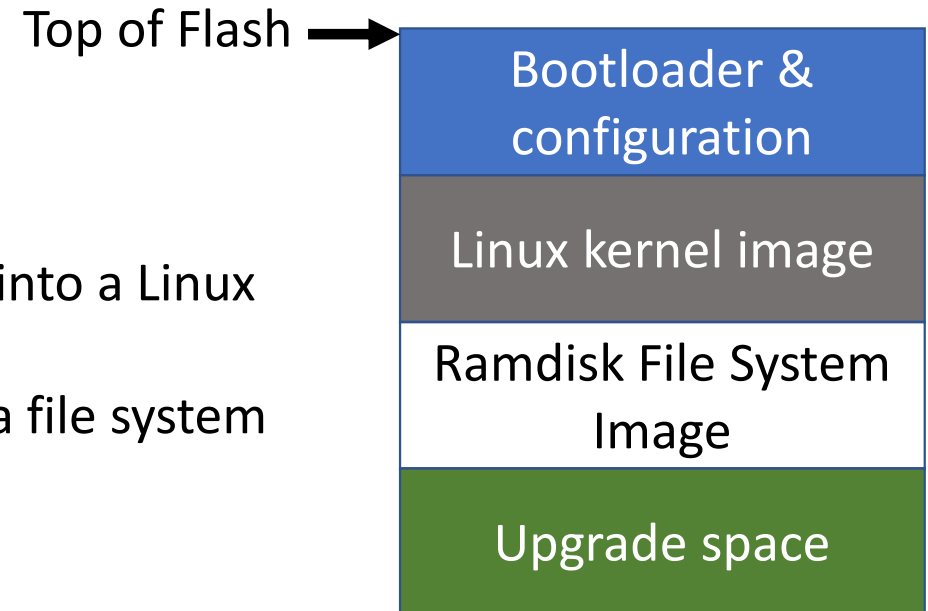 Top of Flash
Bootloader &
configuration
Linux kernel image
into a Linux
Ramdisk File System
Image
a file system
Upgrade space